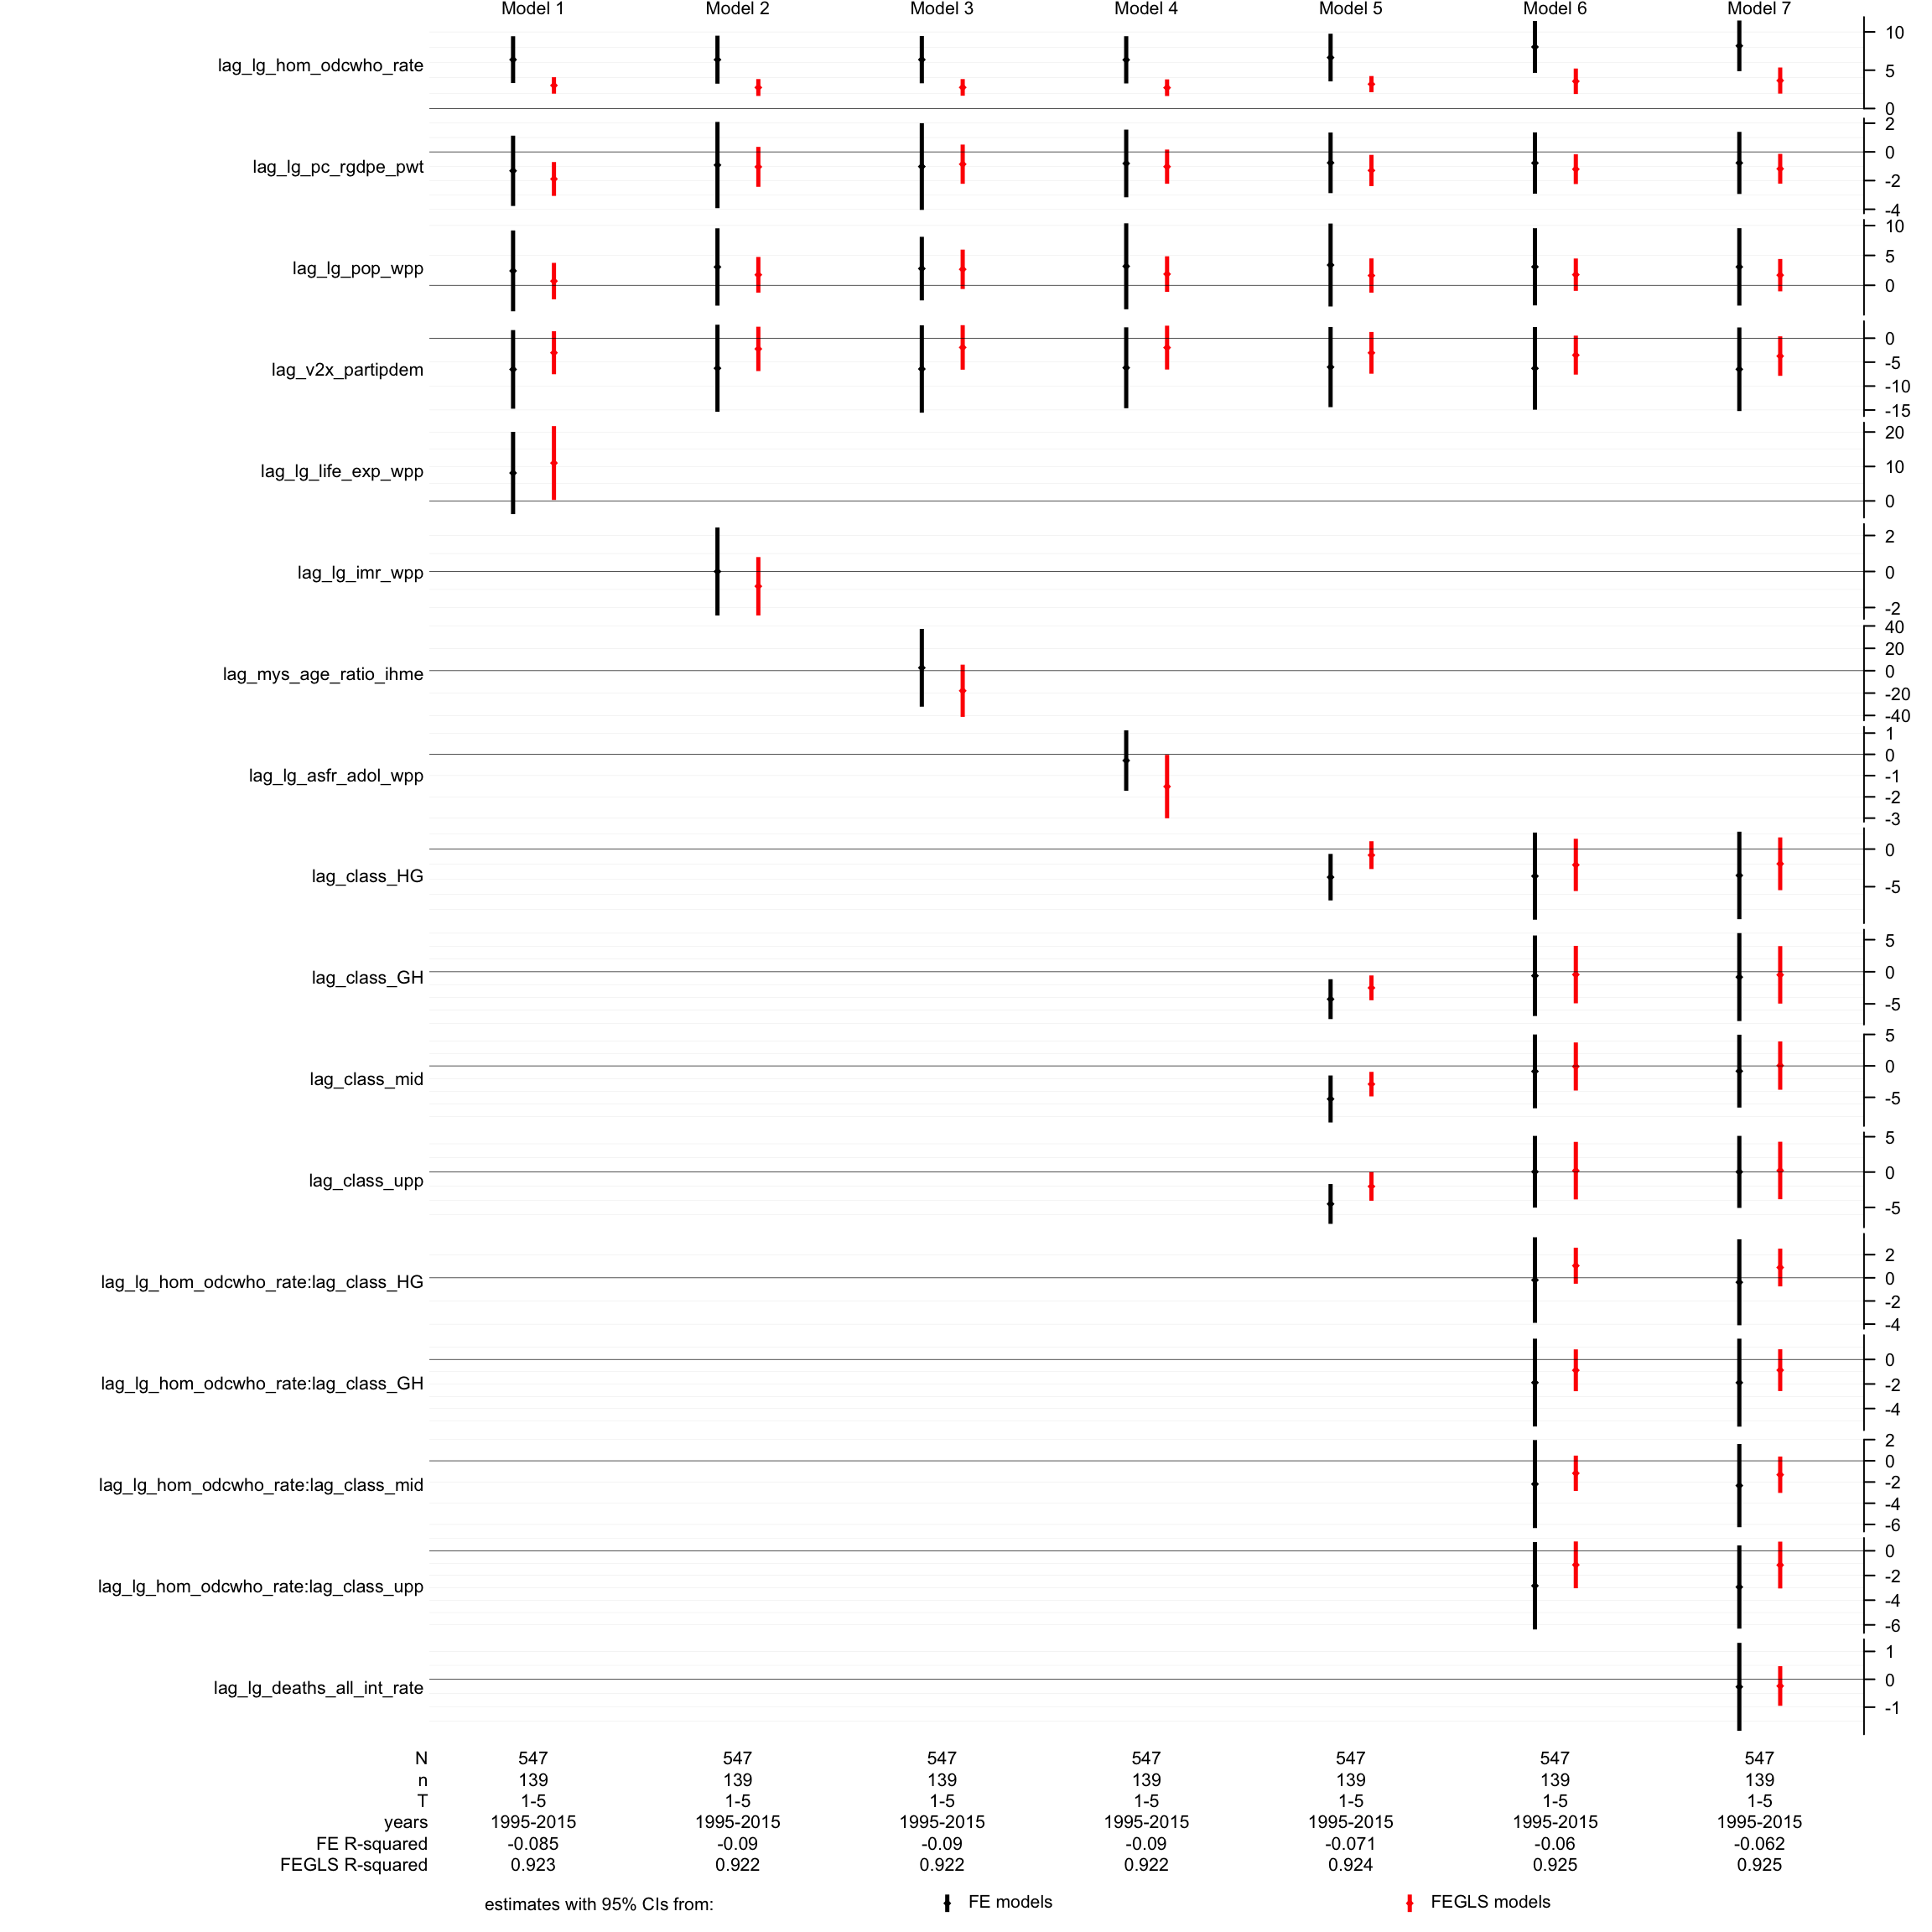 Model 1 Model 2 Model 3 Model 4 Model 5 Model 6 Model 7
lag_lg_hom_odcwho_rate 10 5 0
lag_lg_pc_rgdpe_pwt 2 0 -2 -4
lag_lg_pop_wpp 10 5 0
lag_v2x_partipdem 0 -5 -10 -15
lag_lg_life_exp_wpp 20 10 0
lag_lg_imr_wpp 2 0 -2
lag_mys_age_ratio_ihme 40 20 0 -20 -40
lag_lg_asfr_adol_wpp 1 0 -1 -2 -3
lag_class_HG 0 -5
lag_class_GH 5 0 -5
lag_class_mid 5 0 -5
lag_class_upp 5 0 -5
lag_lg_hom_odcwho_rate:lag_class_HG 2 0 -2 -4
lag_lg_hom_odcwho_rate:lag_class_GH 0 -2 -4
lag_lg_hom_odcwho_rate:lag_class_mid 2 0 -2 -4 -6
lag_lg_hom_odcwho_rate:lag_class_upp 0 -2 -4 -6
lag_lg_deaths_all_int_rate 1 0 -1
N 547 547 547 547 547 547 547
n 139 139 139 139 139 139 139
T 1-5 1-5 1-5 1-5 1-5 1-5 1-5
years 1995-2015 1995-2015 1995-2015 1995-2015 1995-2015 1995-2015 1995-2015
FE R-squared -0.085 -0.09 -0.09 -0.09 -0.071 -0.06 -0.062
FEGLS R-squared 0.923 0.922 0.922 0.922 0.924 0.925 0.925
estimates with 95% CIs from: FE models FEGLS models